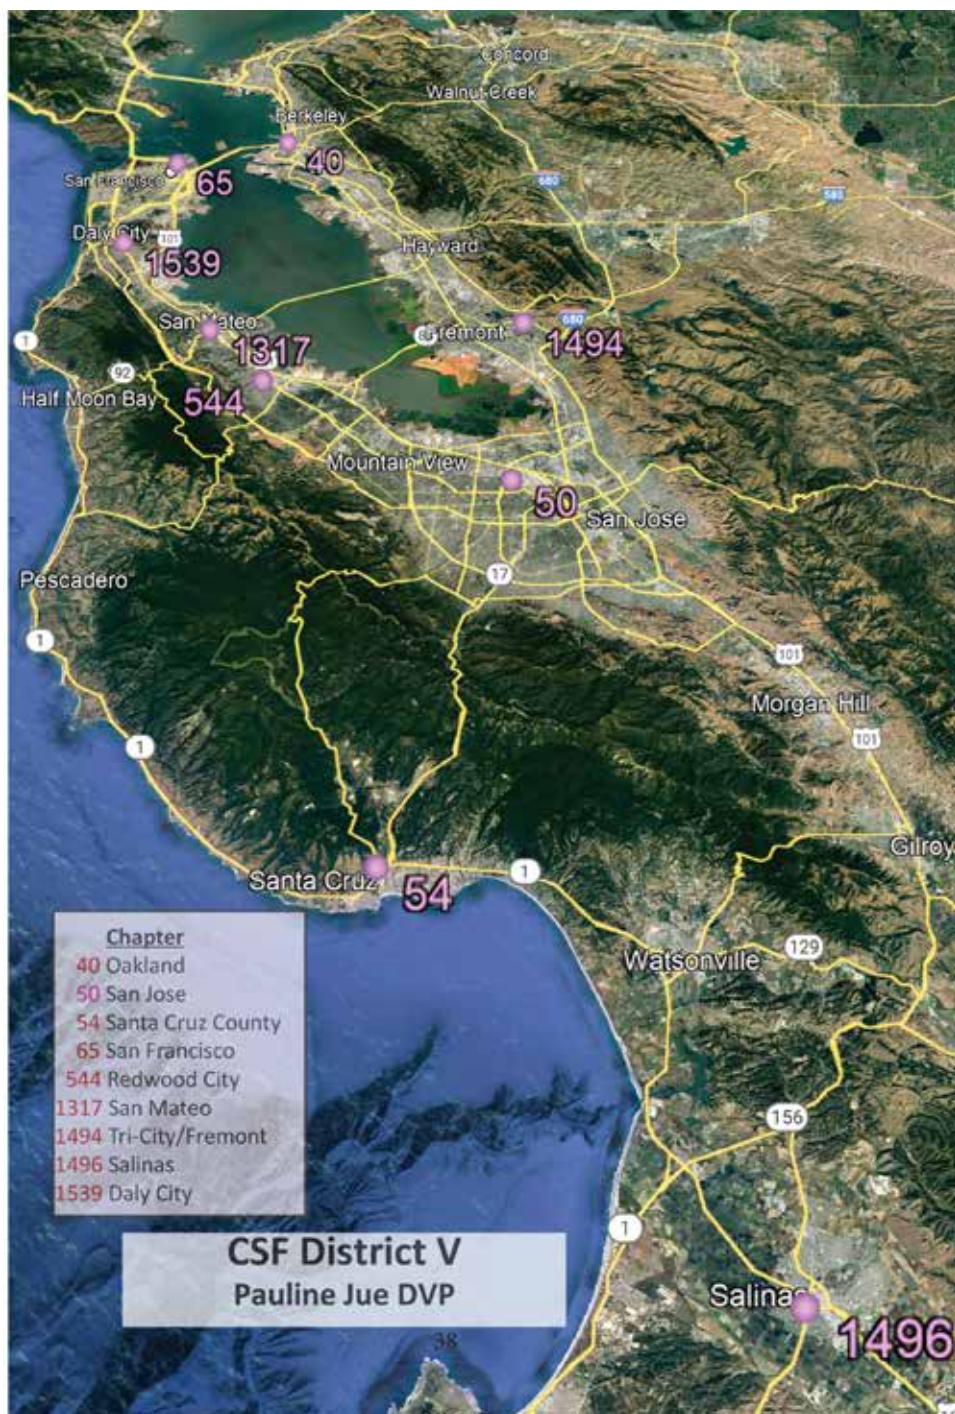 Concord
Walnut Creek
Berkeley
40
San Francisco
65
680
580
Daly City
101
1539
Hayward
San Mateo
1317
Fremont
680
1494
1
92
Half Moon Bay
544
Mountain View
50
San Jose
17
Pescadero
1
101
Morgan Hill
1
101
Gilroy
Santa Cruz
54
1
Watsonville
129
Chapter
40 Oakland
50 San Jose
54 Santa Cruz County
65 San Francisco
544 Redwood City
1317 San Mateo
1494 Tri-City/Fremont
1496 Salinas
1539 Daly City
156
1
CSF District V
Pauline Jue DVP
Salinas
1496
38